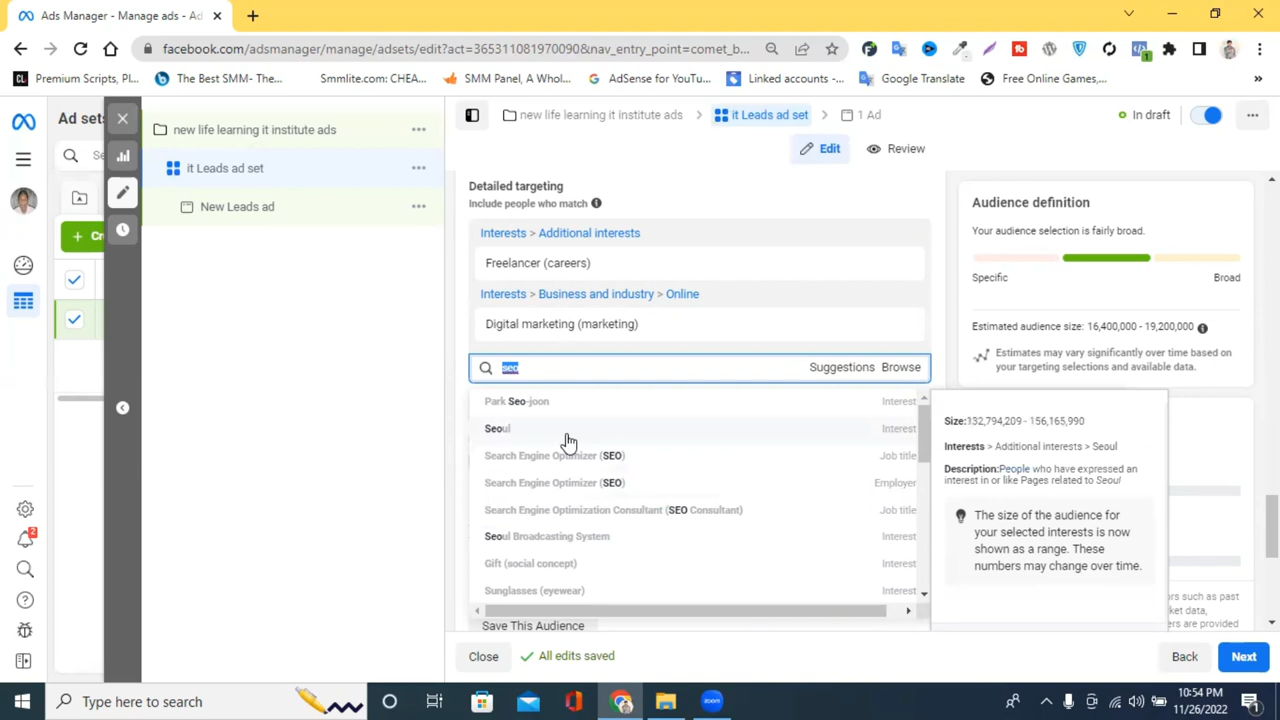 Ads Manager - Manage ads - Ad
facebook.com/adsmanager/manage/adsets/edit?act=365311081970090&nav_entry_point=comet_b...
Premium Scripts, Pl...
The Best SMM- The...
Smmlite.com: CHEA...
SMM Panel, A Whol...
AdSense for YouTu...
Linked accounts -...
Google Translate
Free Online Games,...
»
Ad sets
new life learning it institute ads
it Leads ad set
New Leads ad
new life learning it institute ads
it Leads ad set
1 Ad
In draft
Edit
Review
Detailed targeting
Include people who match
Interests > Additional interests
Freelancer (careers)
Interests > Business and industry > Online
Digital marketing (marketing)
seo
Suggestions Browse
Park Seo-joon Interest
Seoul Interest
Search Engine Optimizer (SEO) Job title
Search Engine Optimizer (SEO) Employer
Search Engine Optimization Consultant (SEO Consultant) Job title
Seoul Broadcasting System Interest
Gift (social concept) Interest
Sunglasses (eyewear) Interest
Save This Audience
Audience definition
Your audience selection is fairly broad.
Specific Broad
Estimated audience size: 16,400,000 - 19,200,000
Estimates may vary significantly over time based on
your targeting selections and available data.
Size:132,794,209 - 156,165,990
Interests > Additional interests > Seoul
Description:People who have expressed an
interest in or like Pages related to Seoul
The size of the audience for
your selected interests is now
shown as a range. These
numbers may change over time.
rs such as past
ket data,
rs are provided
Close
All edits saved
Back
Next
2
Type here to search
zoom
10:54 PM
11/26/2022
1